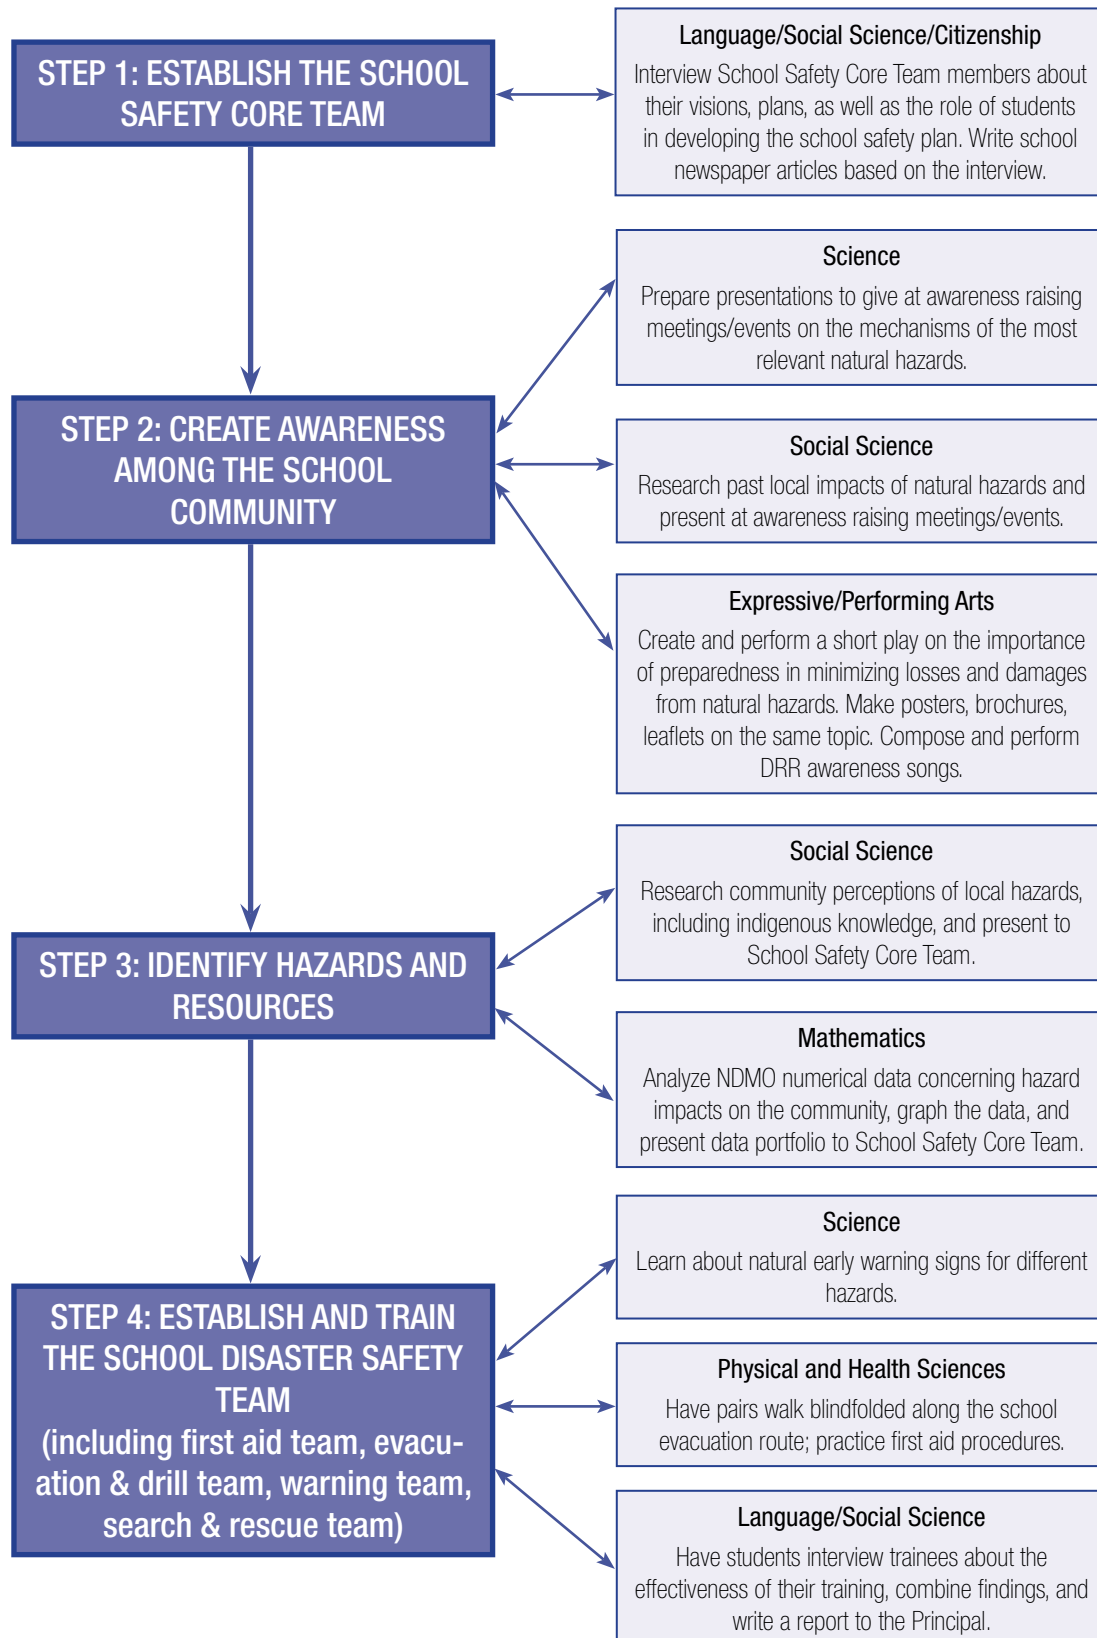 STEP 1: ESTABLISH THE SCHOOL
SAFETY CORE TEAM
Language/Social Science/Citizenship
Interview School Safety Core Team members about
their visions, plans, as well as the role of students
in developing the school safety plan. Write school
newspaper articles based on the interview.
STEP 2: CREATE AWARENESS
AMONG THE SCHOOL
COMMUNITY
Science
Prepare presentations to give at awareness raising
meetings/events on the mechanisms of the most
relevant natural hazards.
Social Science
Research past local impacts of natural hazards and
present at awareness raising meetings/events.
Expressive/Performing Arts
Create and perform a short play on the importance
of preparedness in minimizing losses and damages
from natural hazards. Make posters, brochures,
leaflets on the same topic. Compose and perform
DRR awareness songs.
STEP 3: IDENTIFY HAZARDS AND
RESOURCES
Social Science
Research community perceptions of local hazards,
including indigenous knowledge, and present to
School Safety Core Team.
Mathematics
Analyze NDMO numerical data concerning hazard
impacts on the community, graph the data, and
present data portfolio to School Safety Core Team.
STEP 4: ESTABLISH AND TRAIN
THE SCHOOL DISASTER SAFETY
TEAM
(including first aid team, evacu-
ation & drill team, warning team,
search & rescue team)
Science
Learn about natural early warning signs for different
hazards.
Physical and Health Sciences
Have pairs walk blindfolded along the school
evacuation route; practice first aid procedures.
Language/Social Science
Have students interview trainees about the
effectiveness of their training, combine findings, and
write a report to the Principal.